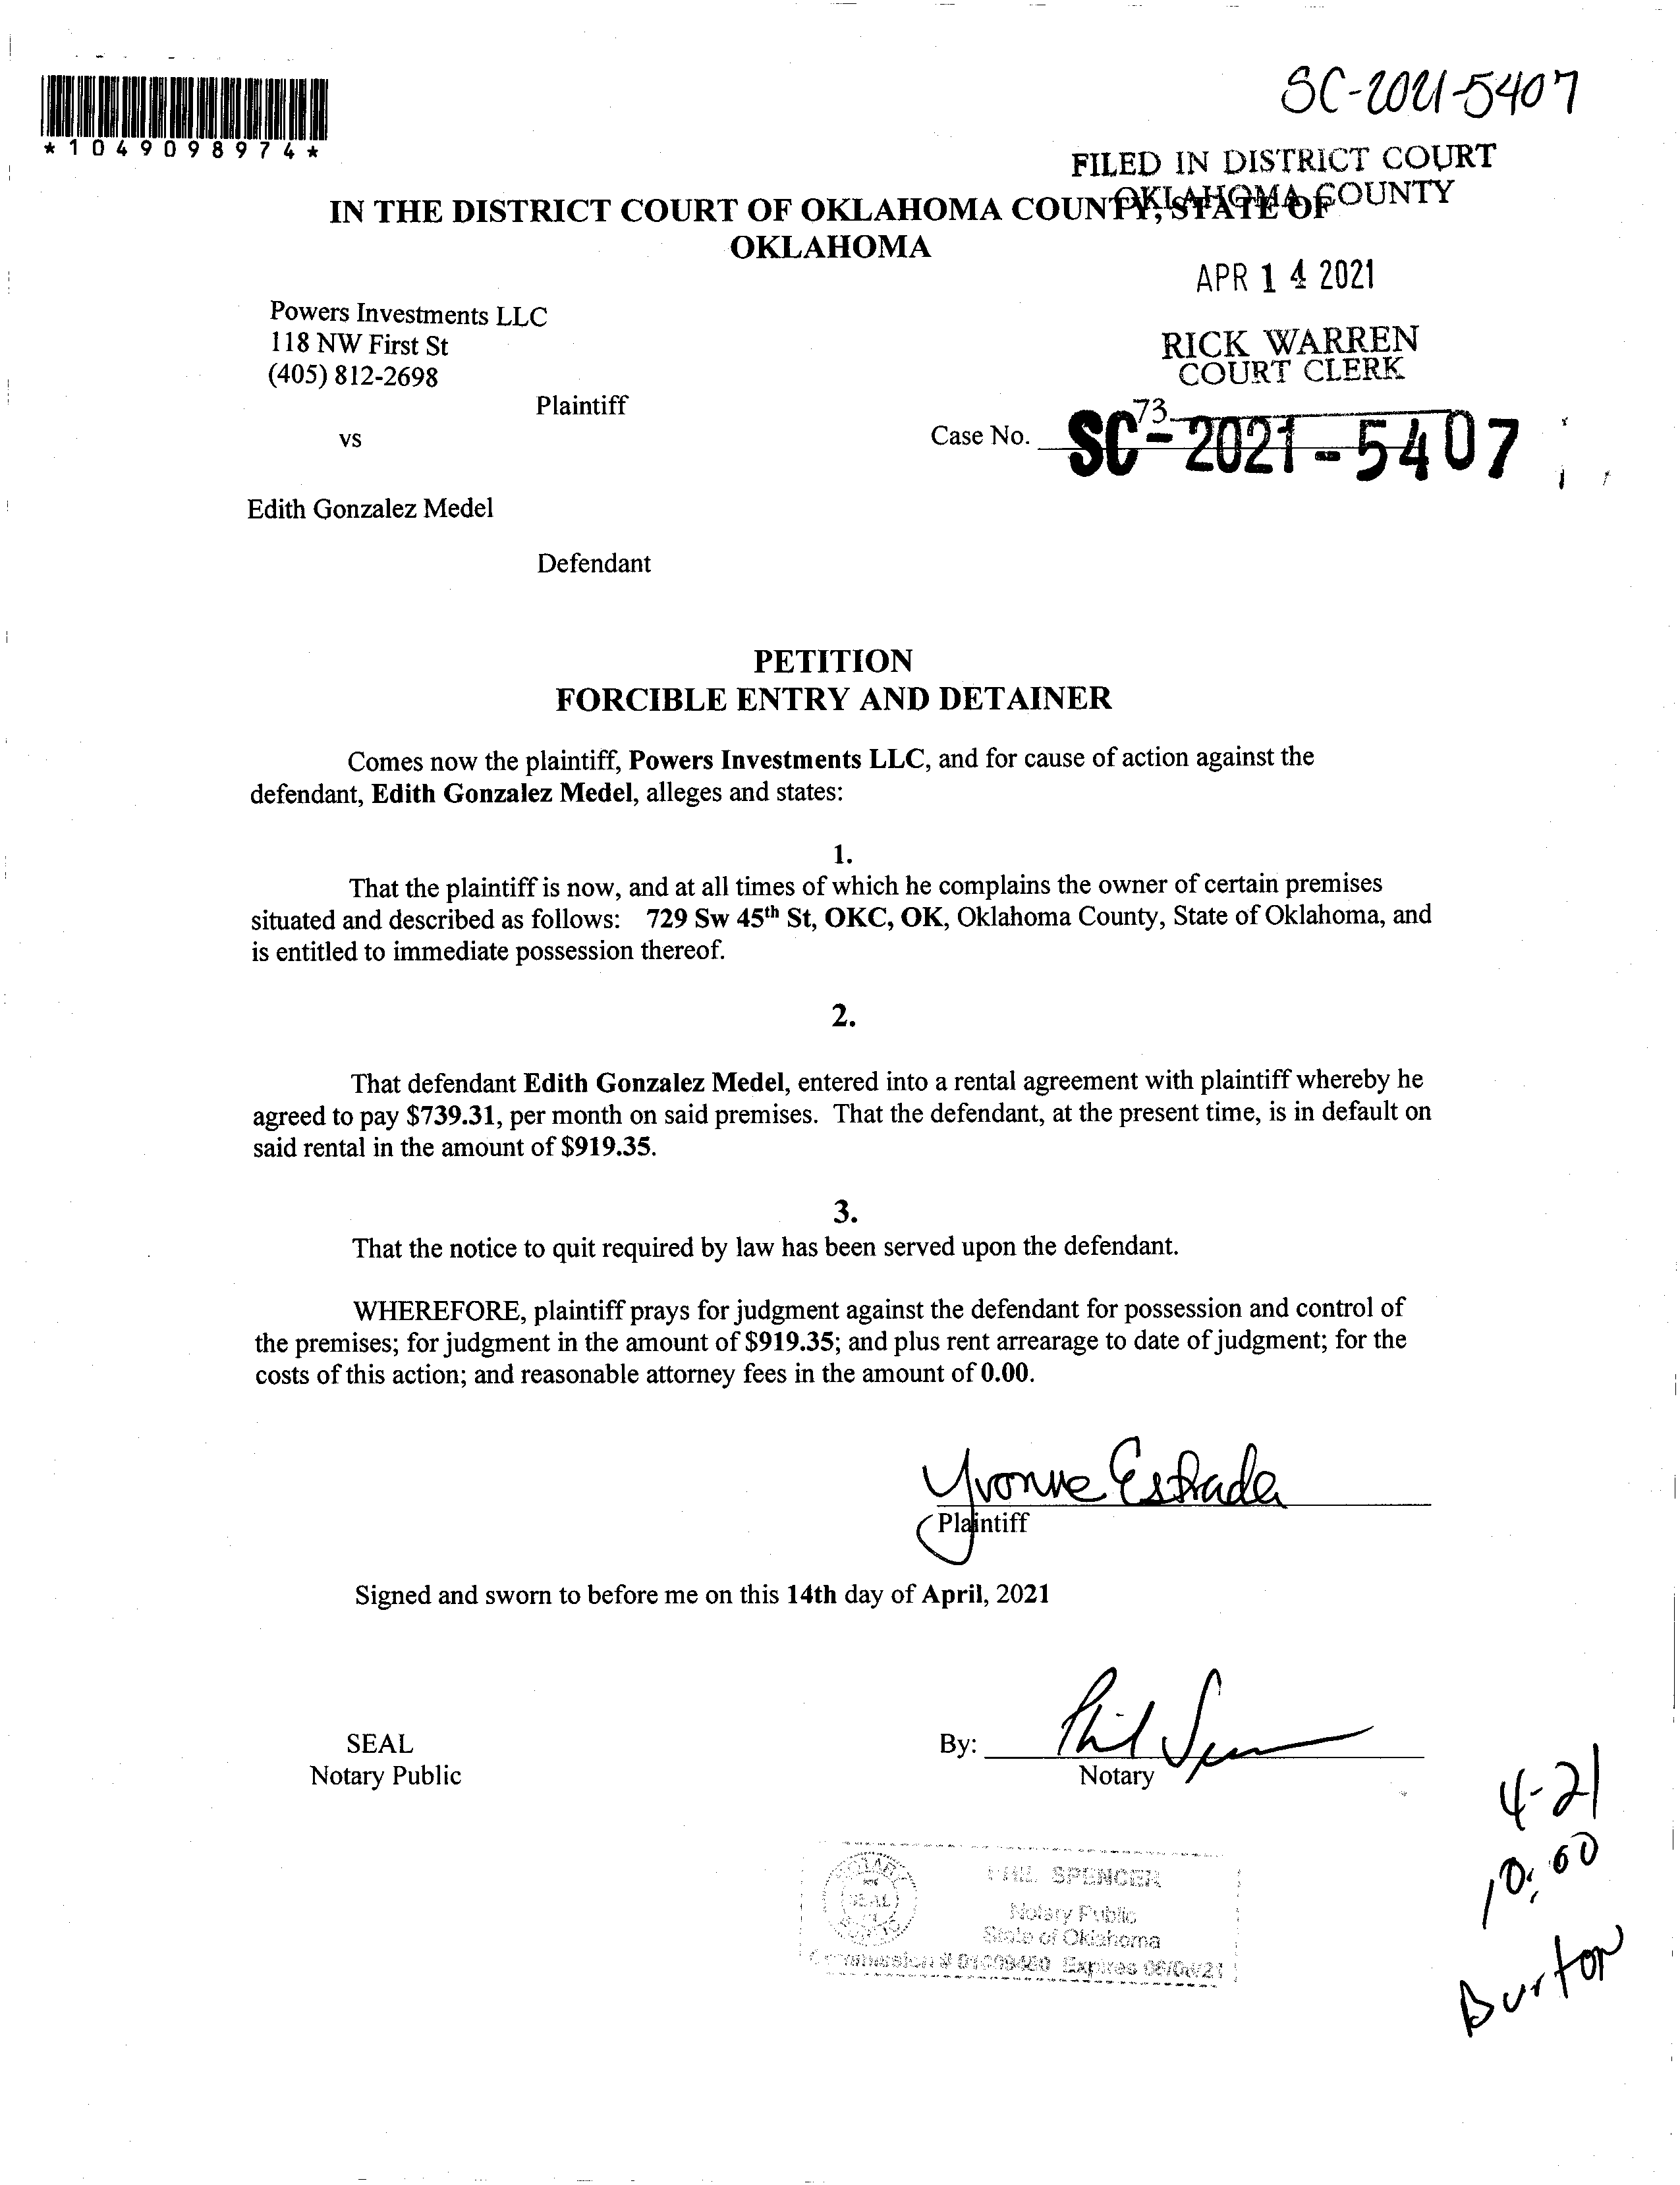 SC-2021-5407
*1049098974*
FILED IN DISTRICT COURT
OKLAHOMA COUNTY
IN THE DISTRICT COURT OF OKLAHOMA COUNTY, STATE OF
OKLAHOMA
APR 14 2021
Powers Investments LLC
118 NW First St
(405) 812-2698
RICK WARREN
COURT CLERK
Plaintiff
73
vs
Case No. SC-2021-5407
Edith Gonzalez Medel
Defendant
PETITION
FORCIBLE ENTRY AND DETAINER
Comes now the plaintiff, Powers Investments LLC, and for cause of action against the
defendant, Edith Gonzalez Medel, alleges and states:
1.
That the plaintiff is now, and at all times of which he complains the owner of certain premises
situated and described as follows: 729 Sw 45th St, OKC, OK, Oklahoma County, State of Oklahoma, and
is entitled to immediate possession thereof.
2.
That defendant Edith Gonzalez Medel, entered into a rental agreement with plaintiff whereby he
agreed to pay $739.31, per month on said premises. That the defendant, at the present time, is in default on
said rental in the amount of $919.35.
3.
That the notice to quit required by law has been served upon the defendant.
WHEREFORE, plaintiff prays for judgment against the defendant for possession and control of
the premises; for judgment in the amount of $919.35; and plus rent arrearage to date of judgment; for the
costs of this action; and reasonable attorney fees in the amount of 0.00.
Yvonne Estrada
Plaintiff
Signed and sworn to before me on this 14th day of April, 2021
SEAL
Notary Public
By: Phil Spencer
Notary
4-21
10:00
Burton
PHIL SPENCER
Notary Public
State of Oklahoma
Commission # Expires